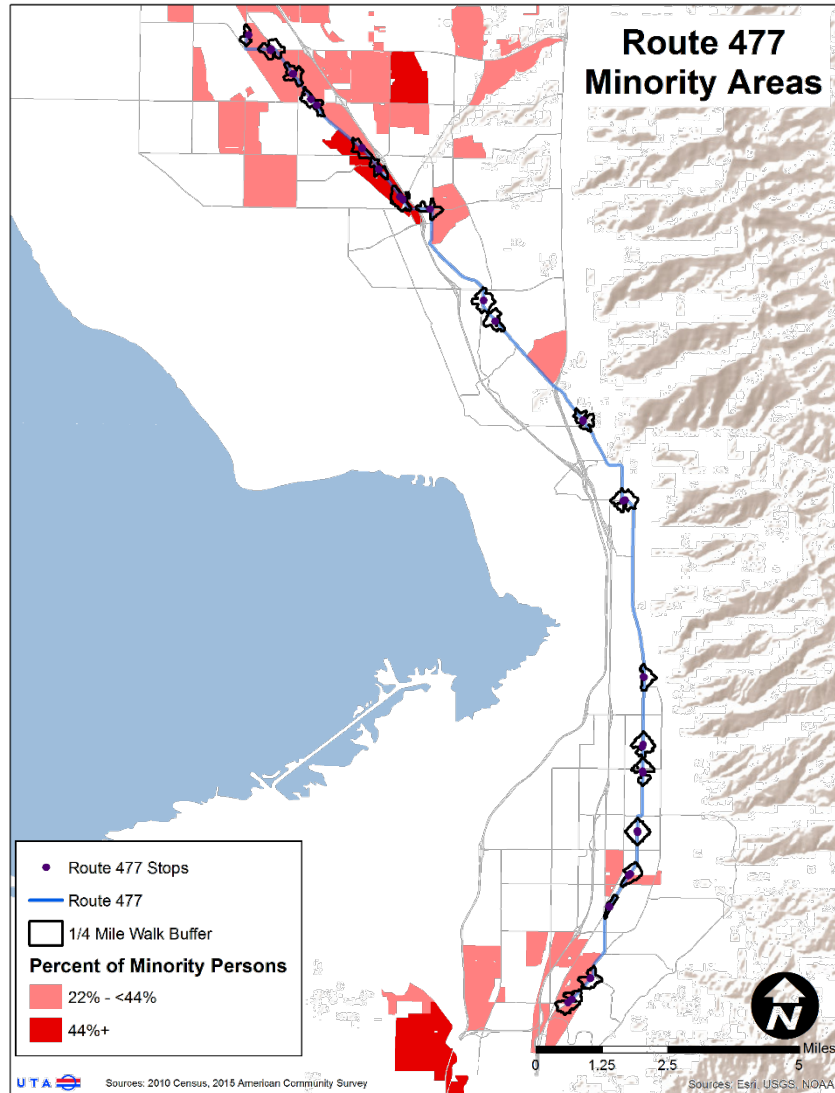 Route 477
Minority Areas
Route 477 Stops
Route 477
1/4 Mile Walk Buffer
Percent of Minority Persons
22% - <44%
44%+
N
Miles
0 1.25 2.5 5
UTA
Sources: 2010 Census, 2015 American Community Survey
Sources: Esri, USGS, NOAA